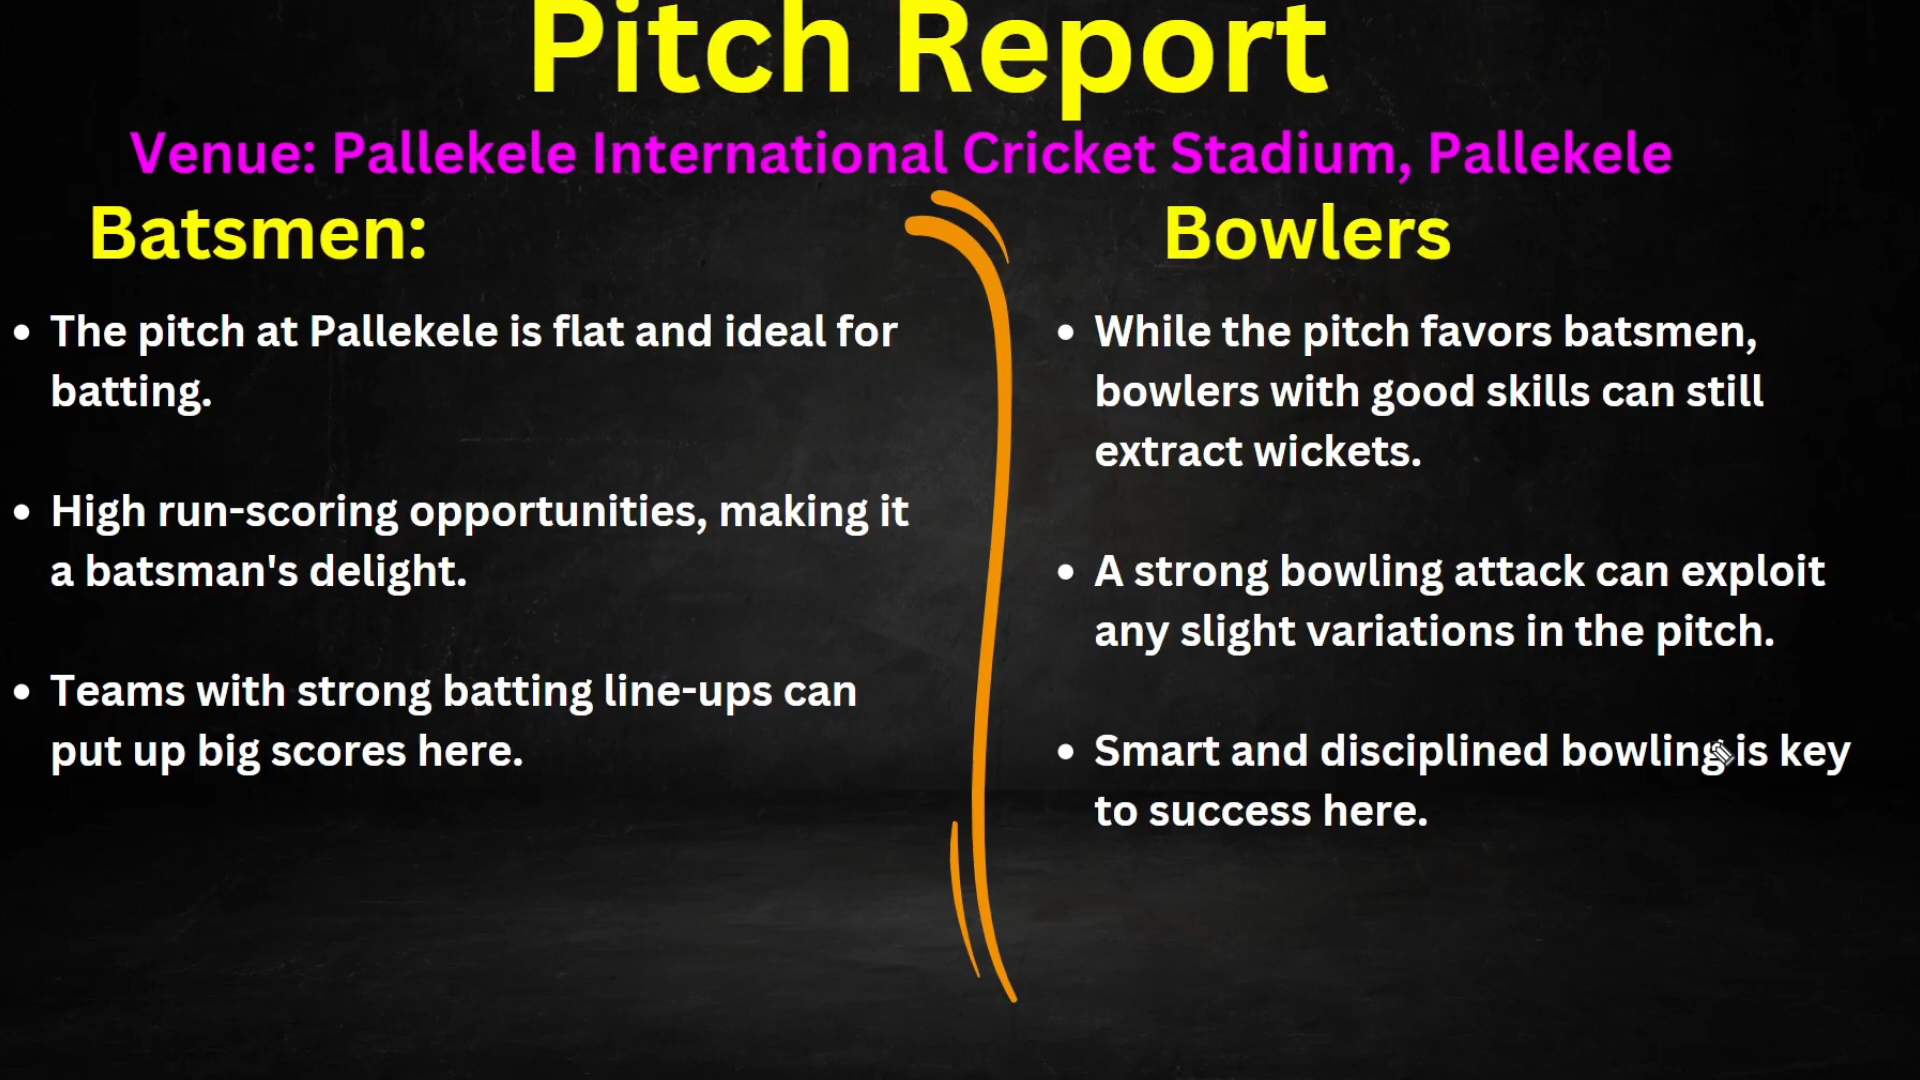 Pitch Report
Venue: Pallekele International Cricket Stadium, Pallekele
Batsmen:
• The pitch at Pallekele is flat and ideal for
batting.
• High run-scoring opportunities, making it
a batsman's delight.
• Teams with strong batting line-ups can
put up big scores here.
Bowlers
• While the pitch favors batsmen,
bowlers with good skills can still
extract wickets.
• A strong bowling attack can exploit
any slight variations in the pitch.
• Smart and disciplined bowling is key
to success here.